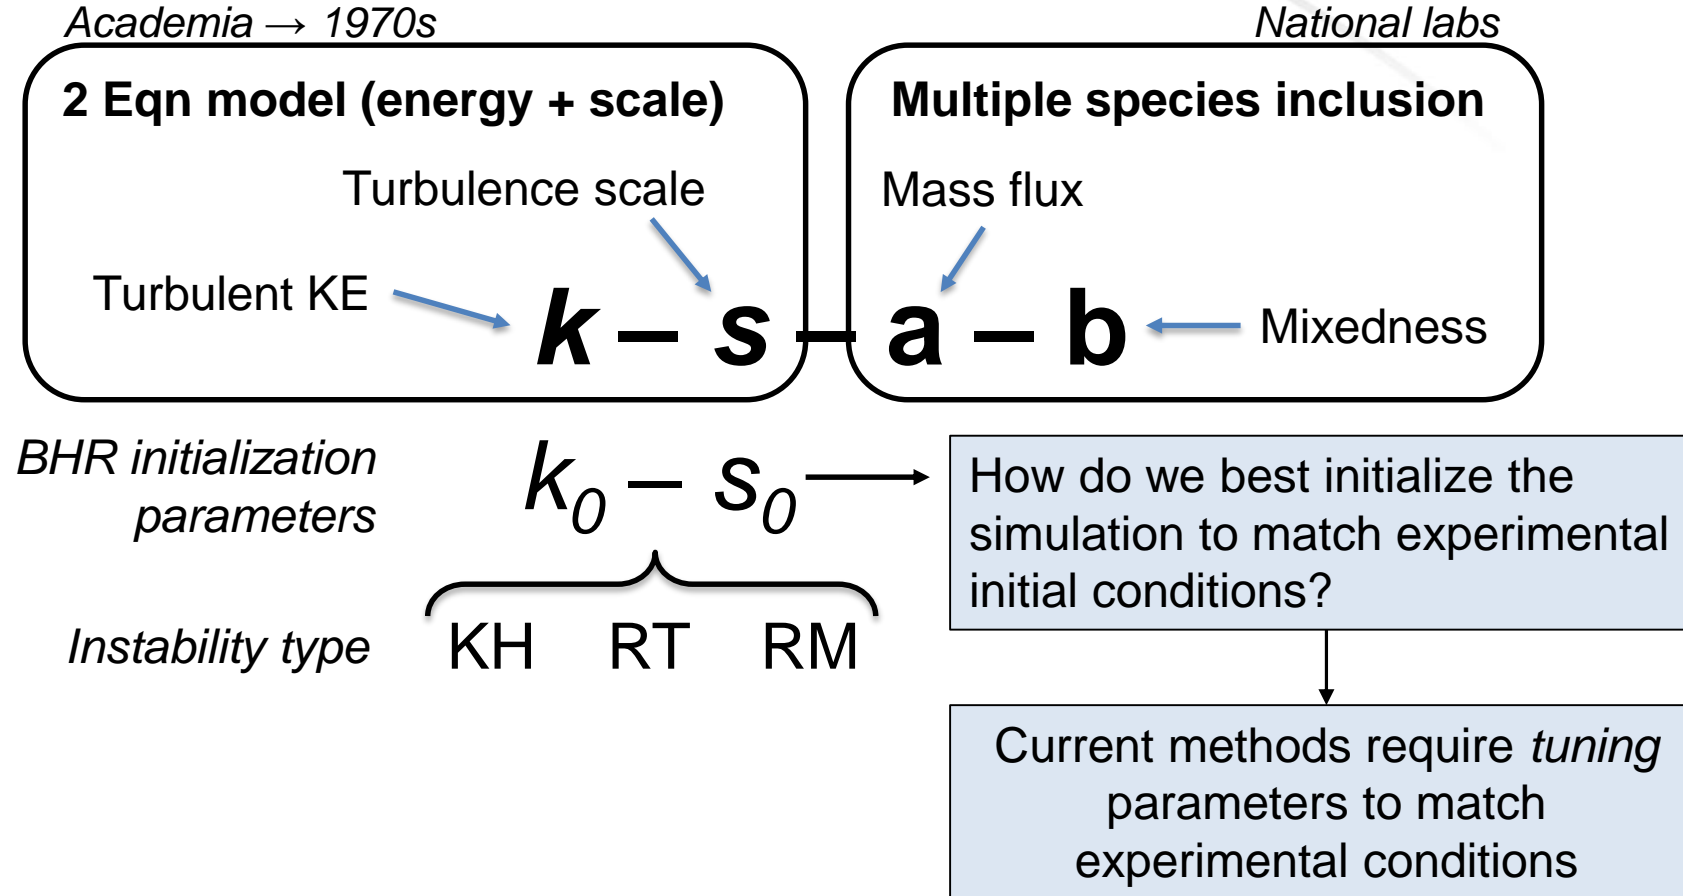 Academia → 1970s
National labs
2 Eqn model (energy + scale)
Multiple species inclusion
Turbulence scale
Mass flux
Turbulent KE
k – s – a – b
Mixedness
BHR initialization
parameters
k0 – s0
How do we best initialize the
simulation to match experimental
initial conditions?
Instability type
KH RT RM
Current methods require tuning
parameters to match
experimental conditions